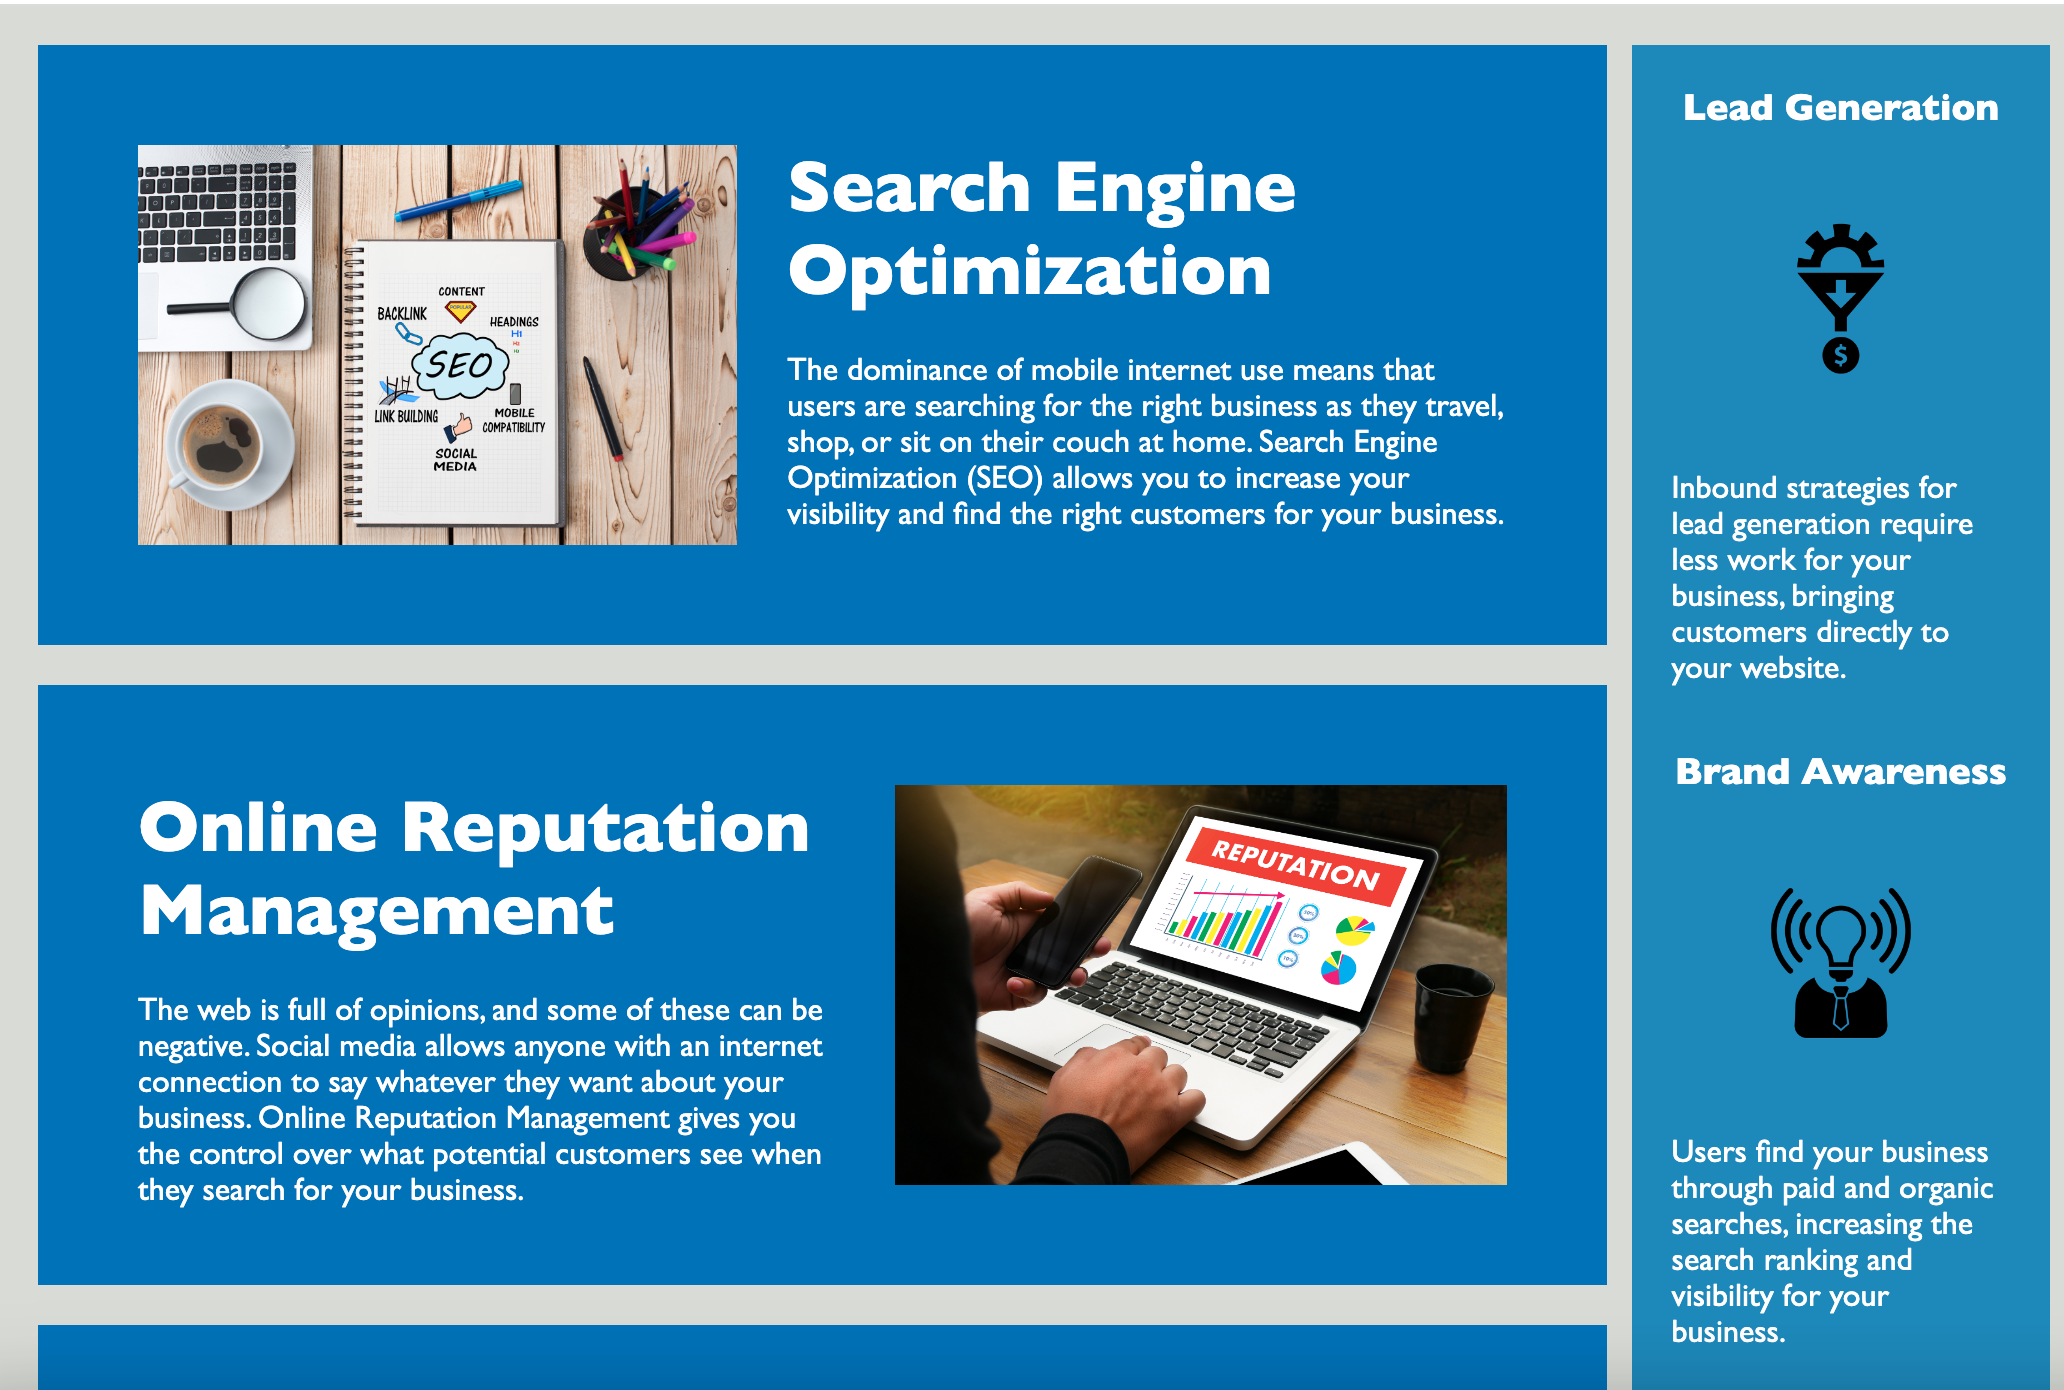 Search Engine
Optimization
The dominance of mobile internet use means that
users are searching for the right business as they travel,
shop, or sit on their couch at home. Search Engine
Optimization (SEO) allows you to increase your
visibility and find the right customers for your business.
CONTENT
POPULAR
BACKLINK
HEADINGS
H1
H2
H3
SEO
LINK BUILDING
MOBILE
COMPATIBILITY
SOCIAL
MEDIA
Online Reputation
Management
The web is full of opinions, and some of these can be
negative. Social media allows anyone with an internet
connection to say whatever they want about your
business. Online Reputation Management gives you
the control over what potential customers see when
they search for your business.
REPUTATION
Lead Generation
$
Inbound strategies for
lead generation require
less work for your
business, bringing
customers directly to
your website.
Brand Awareness
Users find your business
through paid and organic
searches, increasing the
search ranking and
visibility for your
business.